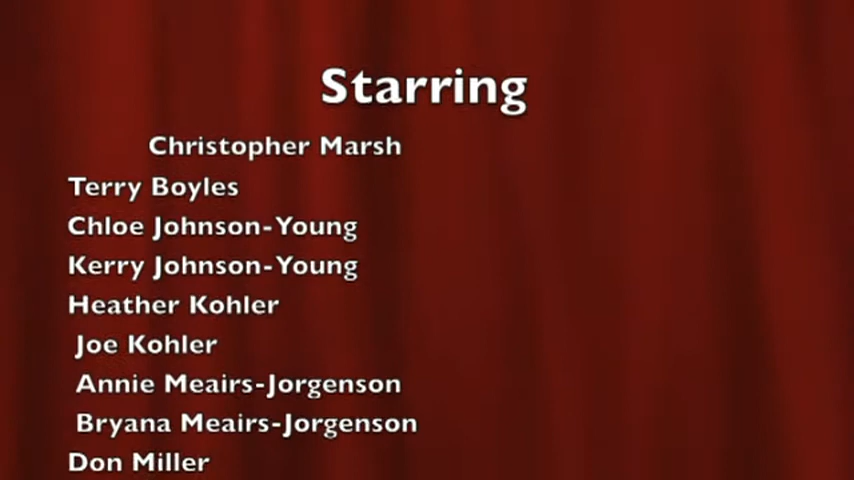 Starring
Christopher Marsh
Terry Boyles
Chloe Johnson-Young
Kerry Johnson-Young
Heather Kohler
Joe Kohler
Annie Meairs-Jorgenson
Bryana Meairs-Jorgenson
Don Miller